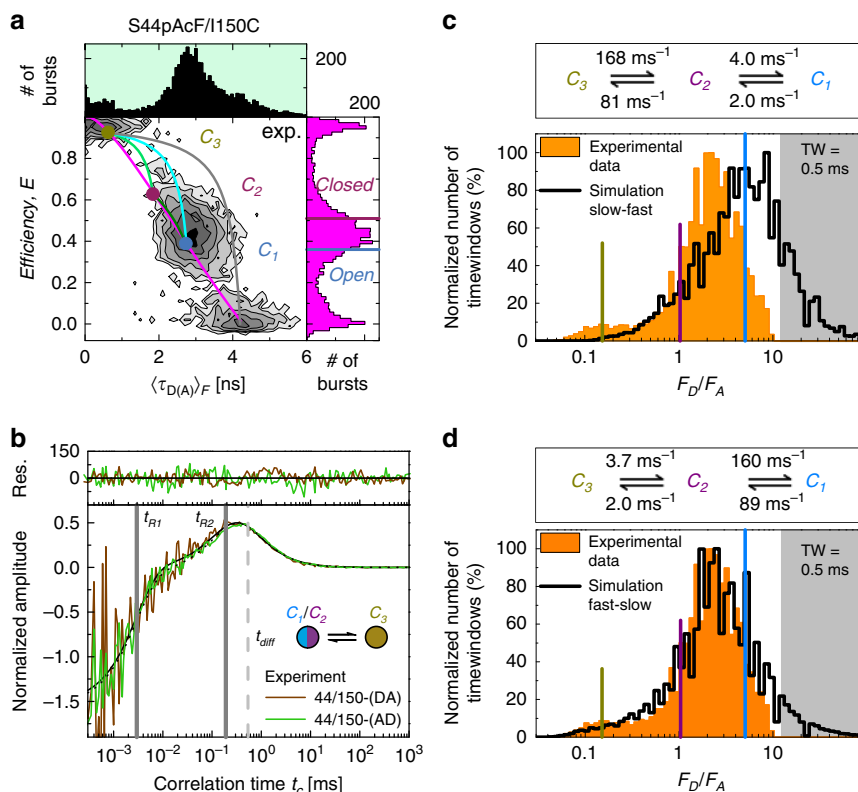 a
S44pAcF/I150C
# of
bursts
200
200
exp.
C3
C2
C1
Closed
Open
Efficiency, E
0.8
0.6
0.4
0.2
0.0
0
2
4
6
⟨τD(A)⟩F [ns]
# of
bursts
b
Res.
150
0
tR1
tR2
Normalized amplitude
0.5
0.0
−0.5
−1.0
−1.5
C1/C2
C3
tdiff
Experiment
44/150-(DA)
44/150-(AD)
10−3
10−2
10−1
100
101
102
103
Correlation time tc [ms]
c
168 ms−1
4.0 ms−1
C3 ⇌ C2 ⇌ C1
81 ms−1
2.0 ms−1
Normalized number of
timewindows (%)
100
80
60
40
20
0
Experimental
data
Simulation
slow-fast
TW =
0.5 ms
0.1
1
10
FD/FA
d
3.7 ms−1
160 ms−1
C3 ⇌ C2 ⇌ C1
2.0 ms−1
89 ms−1
Normalized number of
timewindows (%)
100
80
60
40
20
0
Experimental
data
Simulation
fast-slow
TW =
0.5 ms
0.1
1
10
FD/FA